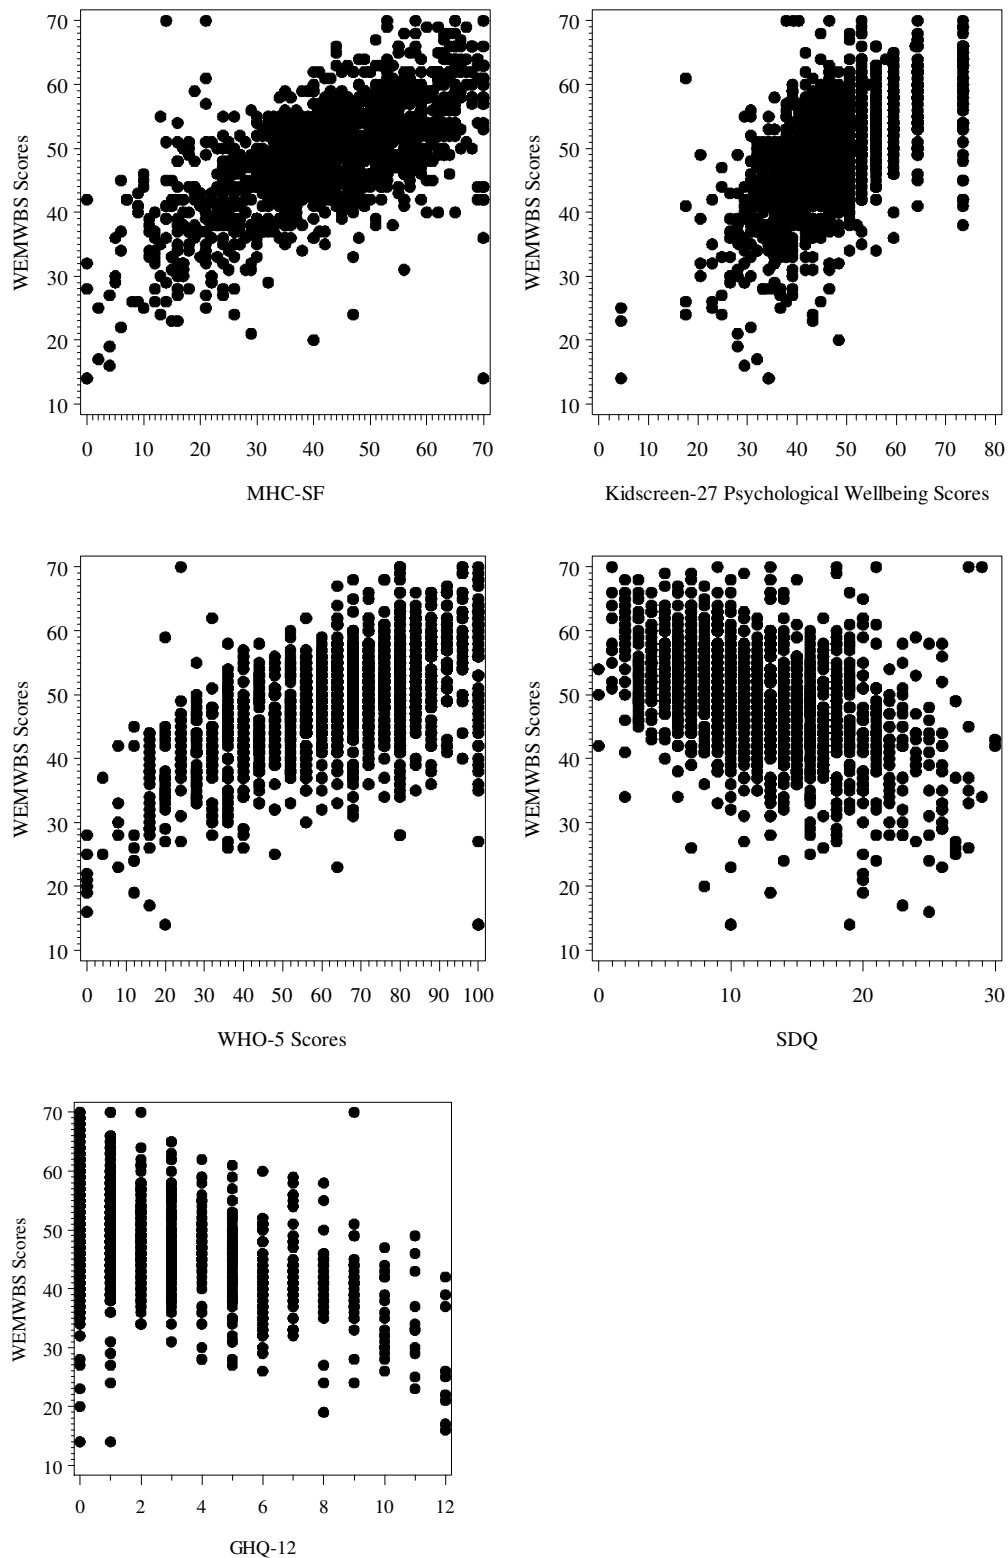 70
60
50
40
30
20
10
WEMWBS Scores
0 10 20 30 40 50 60 70
MHC-SF
70
60
50
40
30
20
10
WEMWBS Scores
0 10 20 30 40 50 60 70 80
Kidscreen-27 Psychological Wellbeing Scores
70
60
50
40
30
20
10
WEMWBS Scores
0 10 20 30 40 50 60 70 80 90 100
WHO-5 Scores
70
60
50
40
30
20
10
WEMWBS Scores
0 10 20 30
SDQ
70
60
50
40
30
20
10
WEMWBS Scores
0 2 4 6 8 10 12
GHQ-12